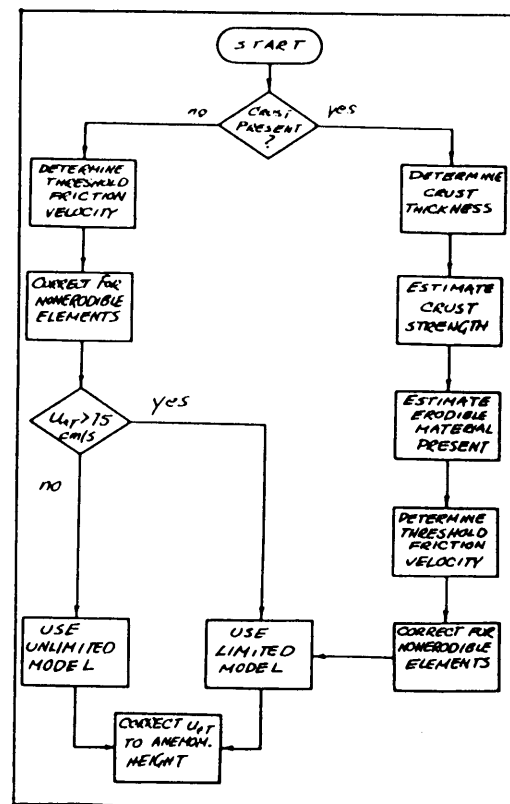 START
no
CRUST
PRESENT
?
yes
DETERMINE
THRESHOLD
FRICTION
VELOCITY
CORRECT FOR
NONERODIBLE
ELEMENTS
U*T > 75
cm/s
yes
no
USE
UNLIMITED
MODEL
DETERMINE
CRUST
THICKNESS
ESTIMATE
CRUST
STRENGTH
ESTIMATE
ERODIBLE
MATERIAL
PRESENT
DETERMINE
THRESHOLD
FRICTION
VELOCITY
CORRECT FOR
NONERODIBLE
ELEMENTS
USE
LIMITED
MODEL
CORRECT U*T
TO ANEMOM.
HEIGHT